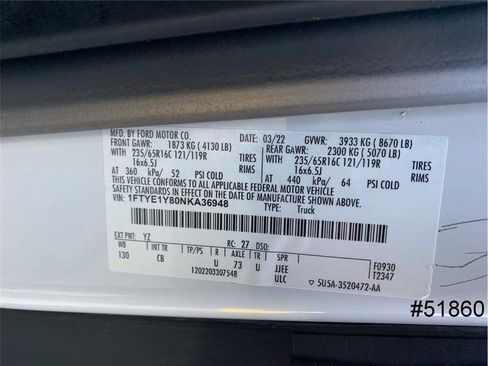 MFD. BY FORD MOTOR CO.
DATE: 03/22 GVWR: 3933 KG ( 8670 LB)
FRONT GAWR: 1873 KG ( 4130 LB) REAR GAWR: 2300 KG ( 5070 LB)
WITH 235/65R16C 121/119R TIRES WITH 235/65R16C 121/119R TIRES
16x6.5J RIMS 16x6.5J RIMS
AT 360 kPa/ 52 PSI COLD AT 440 kPa/ 64 PSI COLD
THIS VEHICLE CONFORMS TO ALL APPLICABLE FEDERAL MOTOR VEHICLE
IN EFFECT ON THE DATE OF MANUFACTURE SHOWN ABOVE.
VIN: 1FTYE1Y80NKA36948 TYPE: Truck
EXT PNT: YZ RC: 27 DSO:
WB INT TR TP/PS R AXLE TR SPR
130 CB U 73 U JJEE
ULC
F0930
T2347
1202203307548
5U5A-3520472-AA
#51860